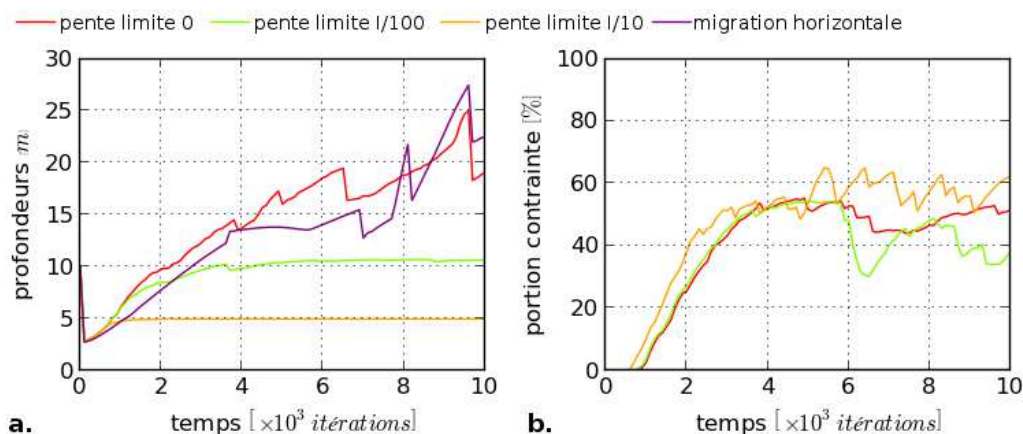 pente limite 0 pente limite I/100 pente limite I/10 migration horizontale
profondeurs m
30
25
20
15
10
5
0
0 2 4 6 8 10
temps [ ×10³ itérations]
a.
portion contrainte [%]
100
80
60
40
20
0
0 2 4 6 8 10
temps [ ×10³ itérations]
b.